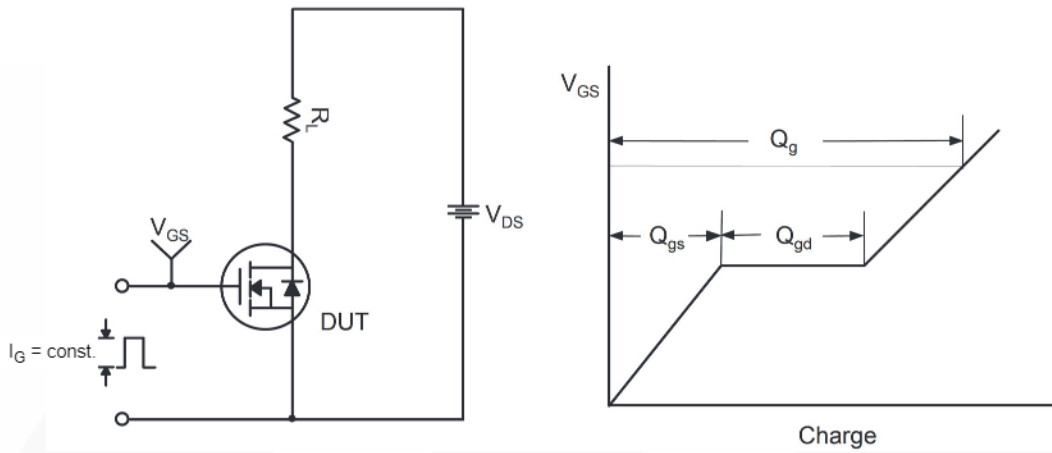 R_L
V_DS
V_GS
DUT
I_G = const.
V_GS
Q_g
Q_gs
Q_gd
Charge